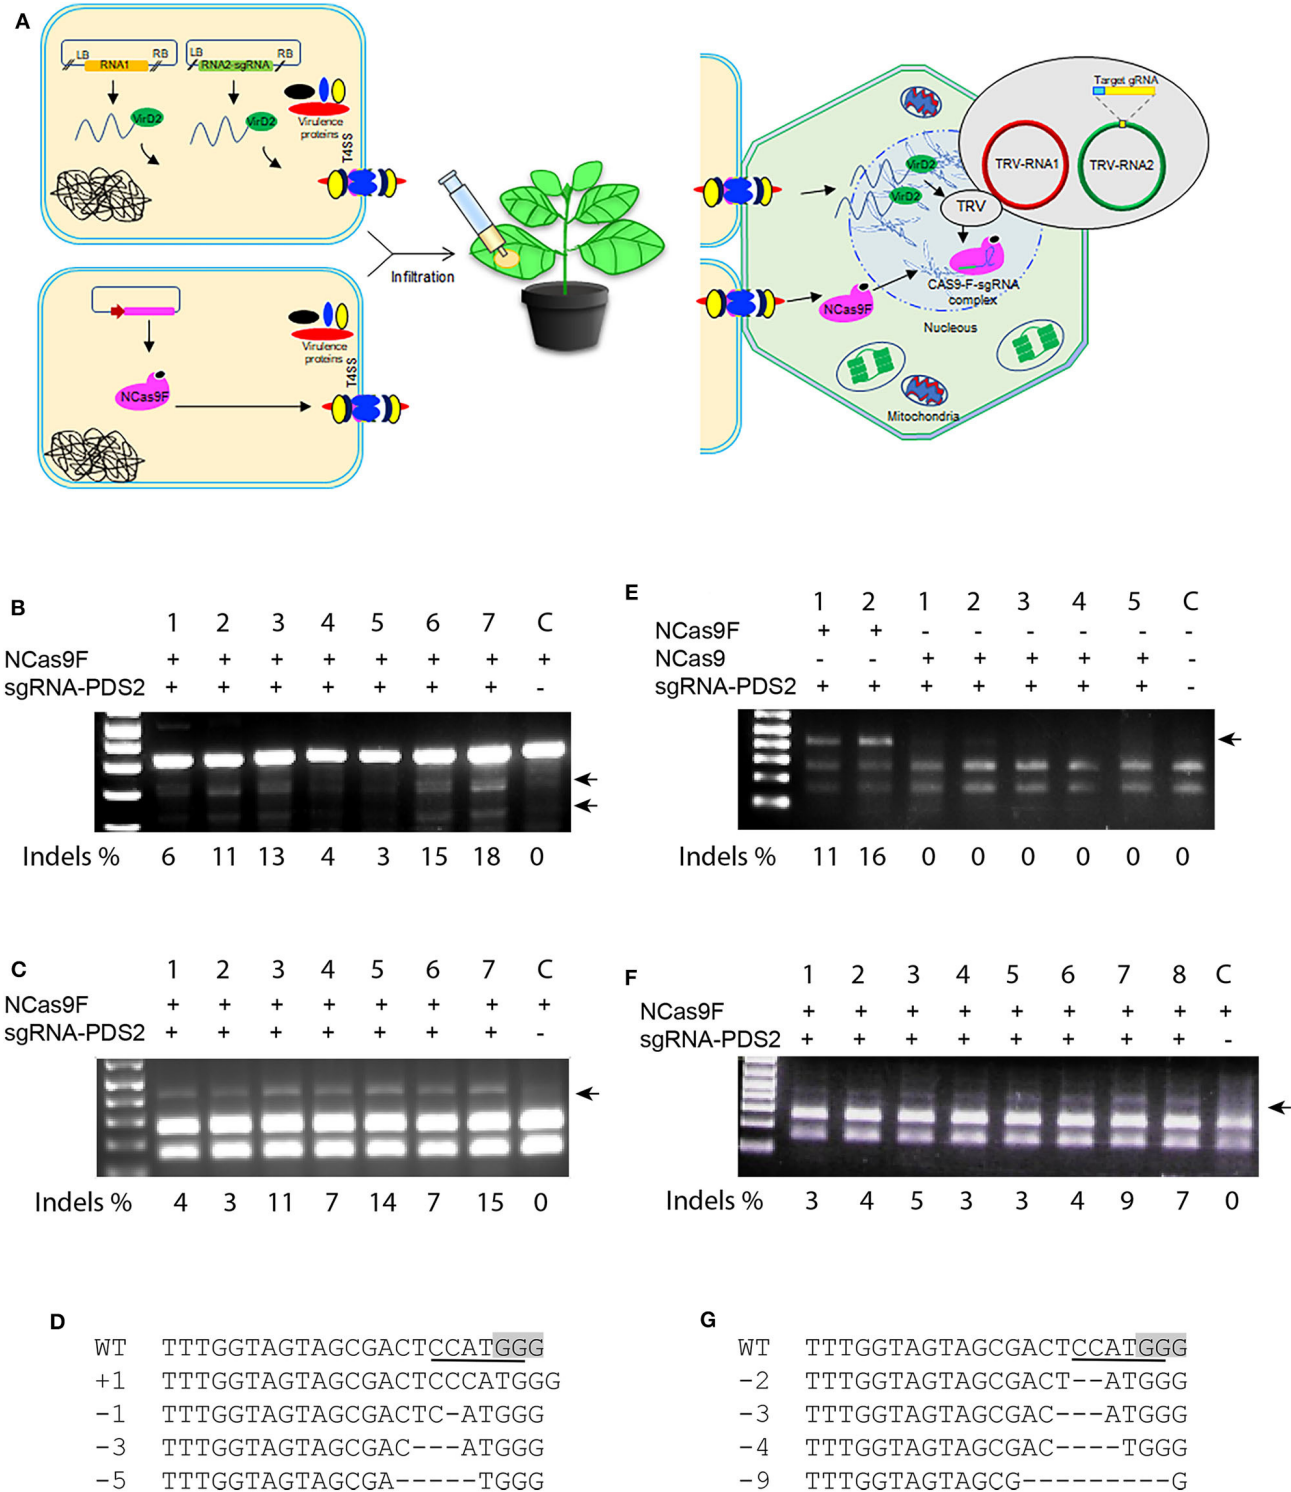 A
LB RNA1 RB
LB RNA2-sgRNA RB
VirD2
VirD2
Virulence
proteins
T4SS
Infiltration
NCas9F
Virulence
proteins
T4SS
Target gRNA
TRV-RNA1
TRV-RNA2
VirD2
VirD2
TRV
CAS9-F-sgRNA
complex
NCas9F
Nucleous
Mitochondria
B
1 2 3 4 5 6 7 C
NCas9F + + + + + + + +
sgRNA-PDS2 + + + + + + + -
Indels % 6 11 13 4 3 15 18 0
E
1 2 1 2 3 4 5 C
NCas9F + + - - - - - -
NCas9 - - + + + + + -
sgRNA-PDS2 + + + + + + + -
Indels % 11 16 0 0 0 0 0 0
C
1 2 3 4 5 6 7 C
NCas9F + + + + + + + +
sgRNA-PDS2 + + + + + + + -
Indels % 4 3 11 7 14 7 15 0
F
1 2 3 4 5 6 7 8 C
NCas9F + + + + + + + + +
sgRNA-PDS2 + + + + + + + + -
Indels % 3 4 5 3 3 4 9 7 0
D
WT TTTGGTAGTAGCGACTCCATGGG
+1 TTTGGTAGTAGCGACTCCCATGGG
-1 TTTGGTAGTAGCGACTC-ATGGG
-3 TTTGGTAGTAGCGAC---ATGGG
-5 TTTGGTAGTAGCGA-----TGGG
G
WT TTTGGTAGTAGCGACTCCATGGG
-2 TTTGGTAGTAGCGACT--ATGGG
-3 TTTGGTAGTAGCGAC---ATGGG
-4 TTTGGTAGTAGCGAC----TGGG
-9 TTTGGTAGTAGCG---------G